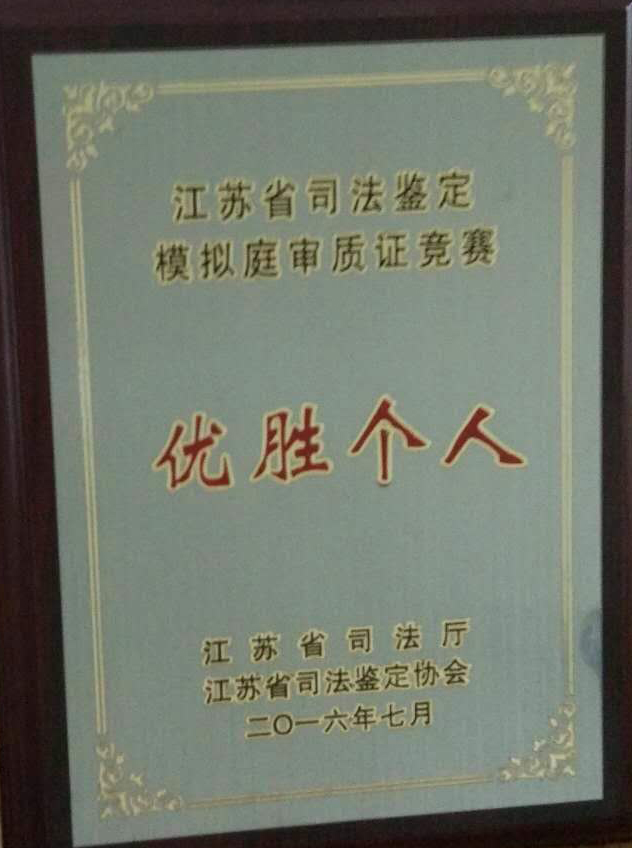 江苏省司法鉴定
模拟庭审质证竞赛
优胜个人
江苏省司法厅
江苏省司法鉴定协会
二〇一六年七月